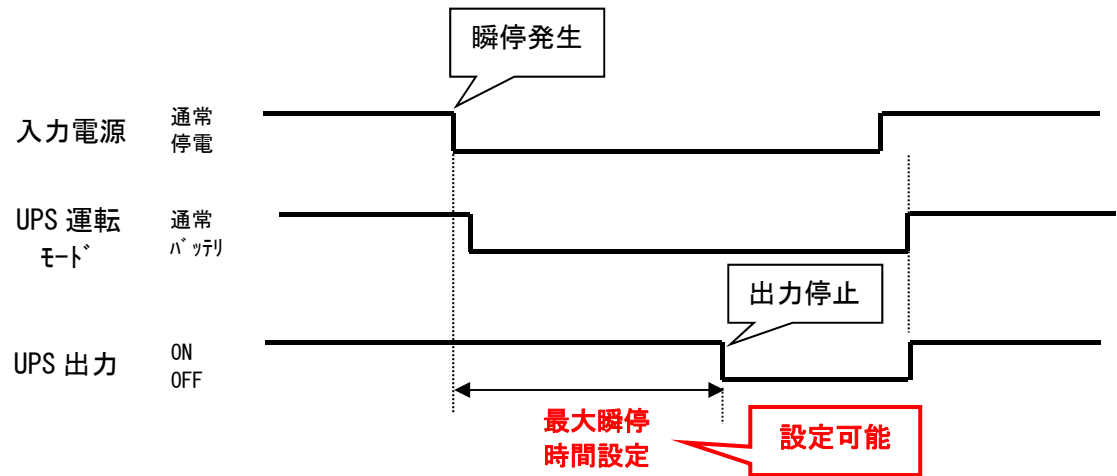 瞬停発生
入力電源
通常
停電
UPS 運転
ﾓｰﾄﾞ
通常
ﾊﾞｯﾃﾘ
出力停止
UPS 出力
ON
OFF
最大瞬停
時間設定
設定可能